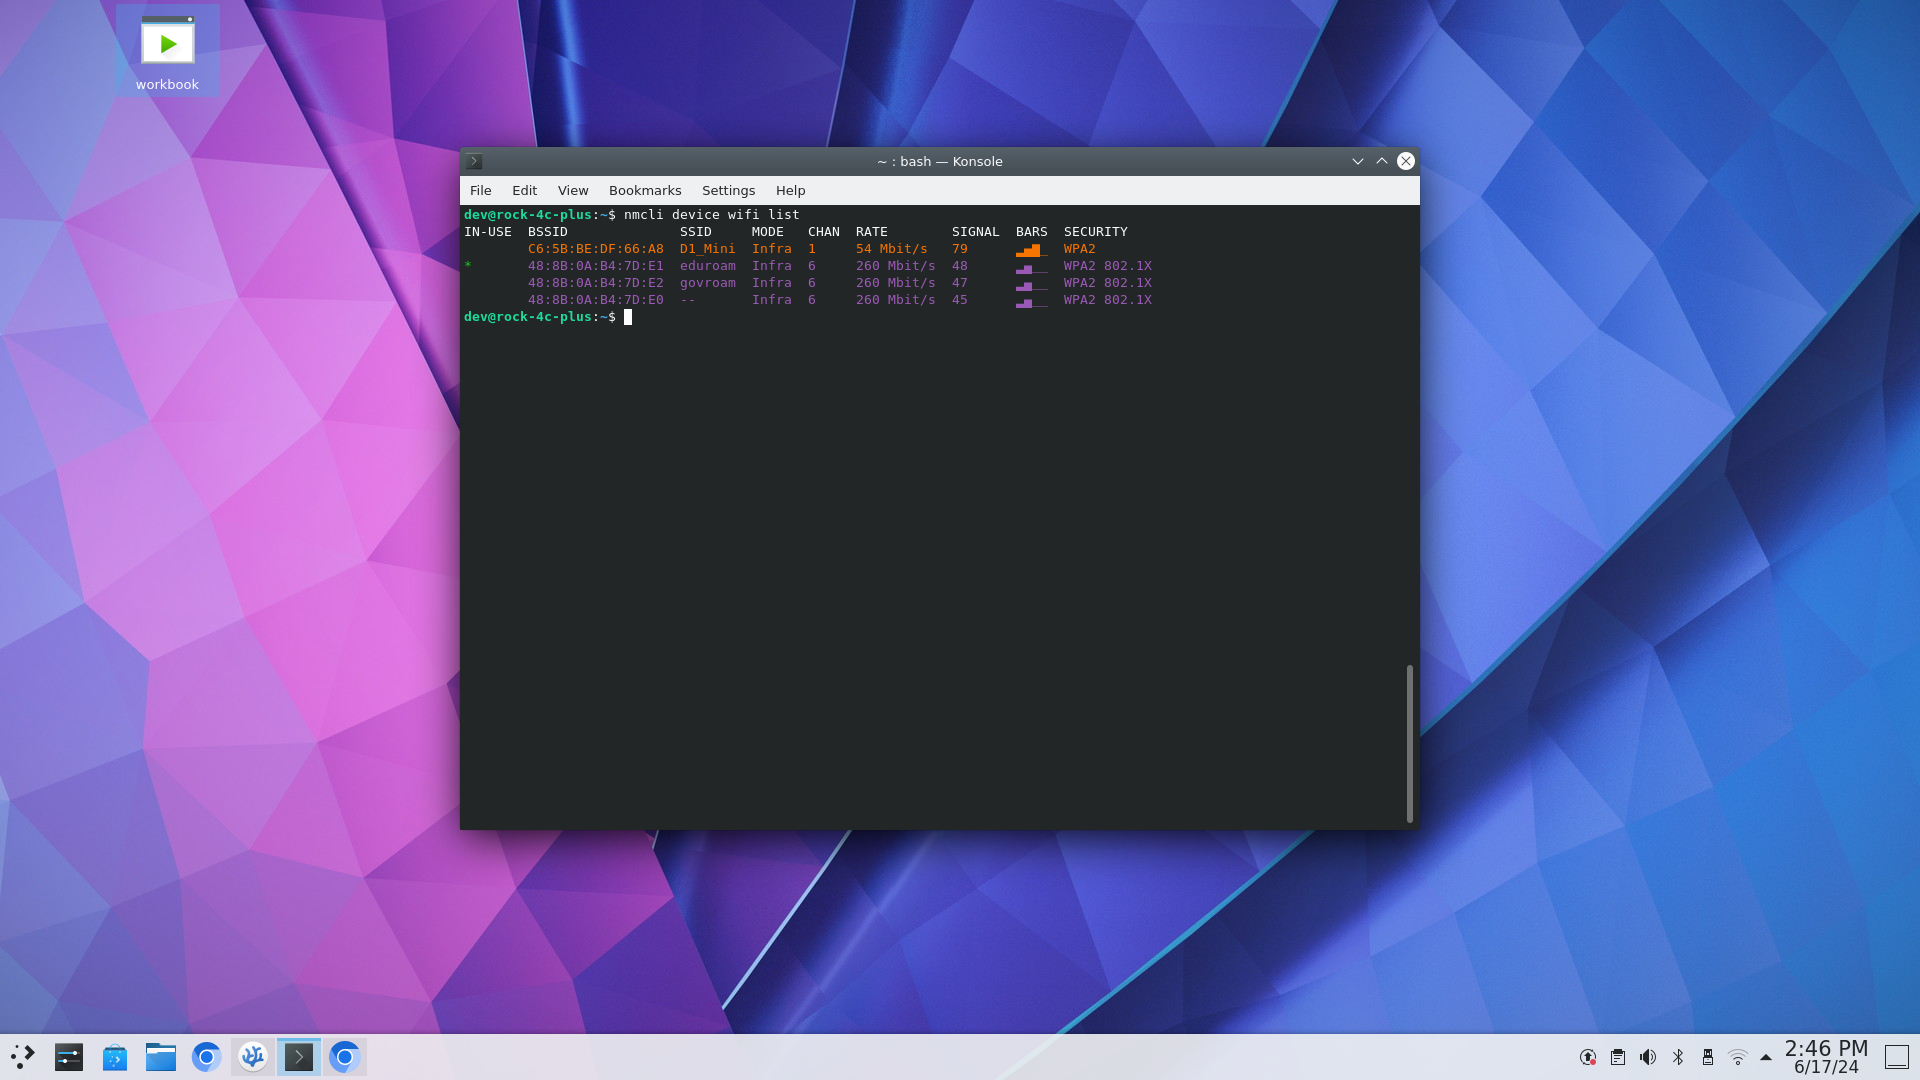 workbook
~ : bash — Konsole
File Edit View Bookmarks Settings Help
dev@rock-4c-plus:~$ nmcli device wifi list
IN-USE BSSID SSID MODE CHAN RATE SIGNAL BARS SECURITY
C6:5B:BE:DF:66:A8 D1_Mini Infra 1 54 Mbit/s 79 ▂▄▆_ WPA2
* 48:8B:0A:B4:7D:E1 eduroam Infra 6 260 Mbit/s 48 ▂▄__ WPA2 802.1X
48:8B:0A:B4:7D:E2 govroam Infra 6 260 Mbit/s 47 ▂▄__ WPA2 802.1X
48:8B:0A:B4:7D:E0 -- Infra 6 260 Mbit/s 45 ▂▄__ WPA2 802.1X
dev@rock-4c-plus:~$
2:46 PM
6/17/24